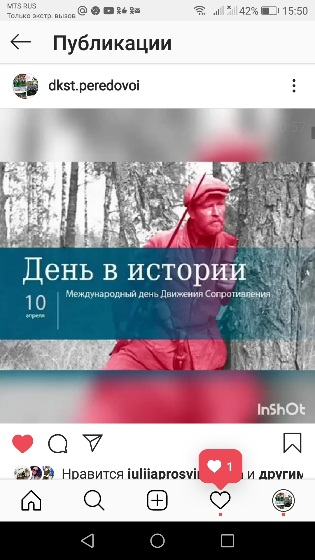 MTS RUS
Только экстр. вызов
42% 15:50
Публикации
dkst.peredovoi
День в истории
10
апреля
Международный день Движения Сопротивления
InShOt
1
Нравится iuliiaprosvi и другим